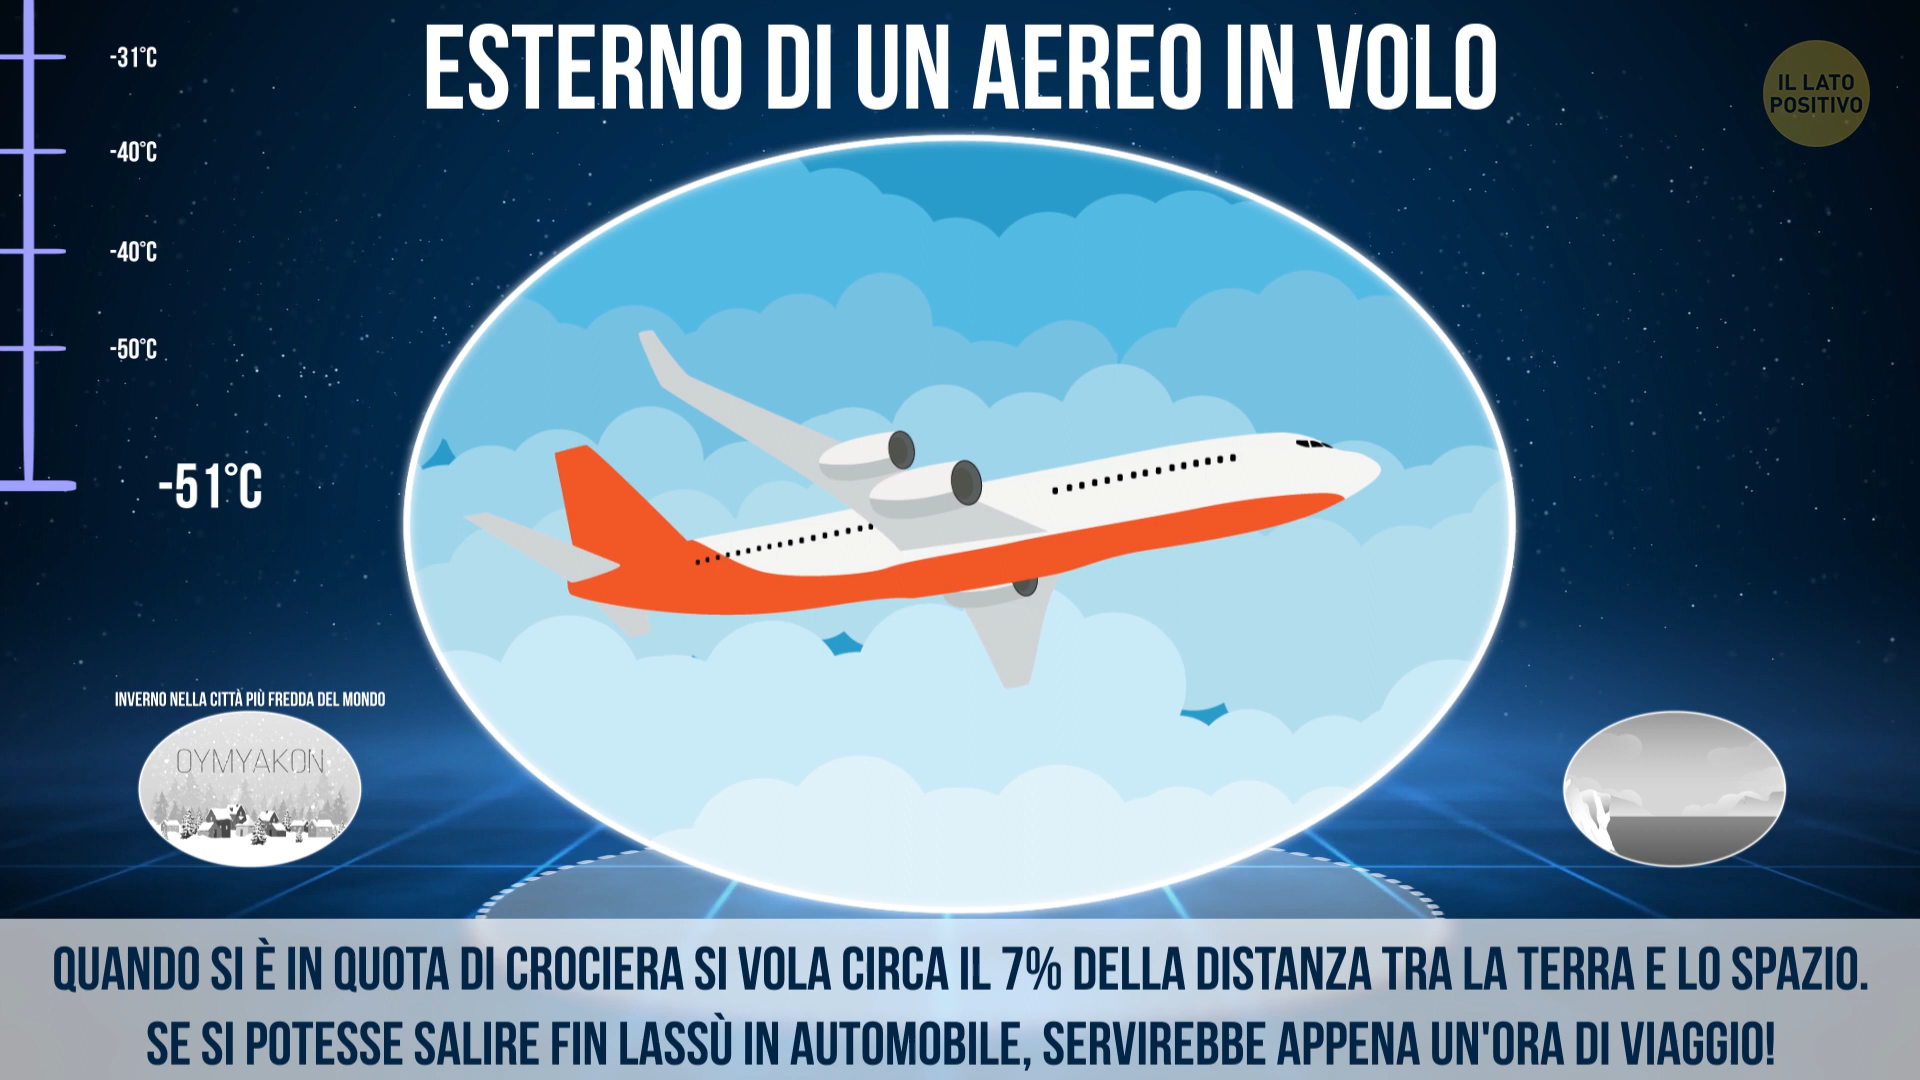 ESTERNO DI UN AEREO IN VOLO
IL LATO
POSITIVO
-31°C
-40°C
-40°C
-50°C
-51°C
INVERNO NELLA CITTÀ PIÙ FREDDA DEL MONDO
OYMYAKON
QUANDO SI È IN QUOTA DI CROCIERA SI VOLA CIRCA IL 7% DELLA DISTANZA TRA LA TERRA E LO SPAZIO.
SE SI POTESSE SALIRE FIN LASSÙ IN AUTOMOBILE, SERVIREBBE APPENA UN'ORA DI VIAGGIO!